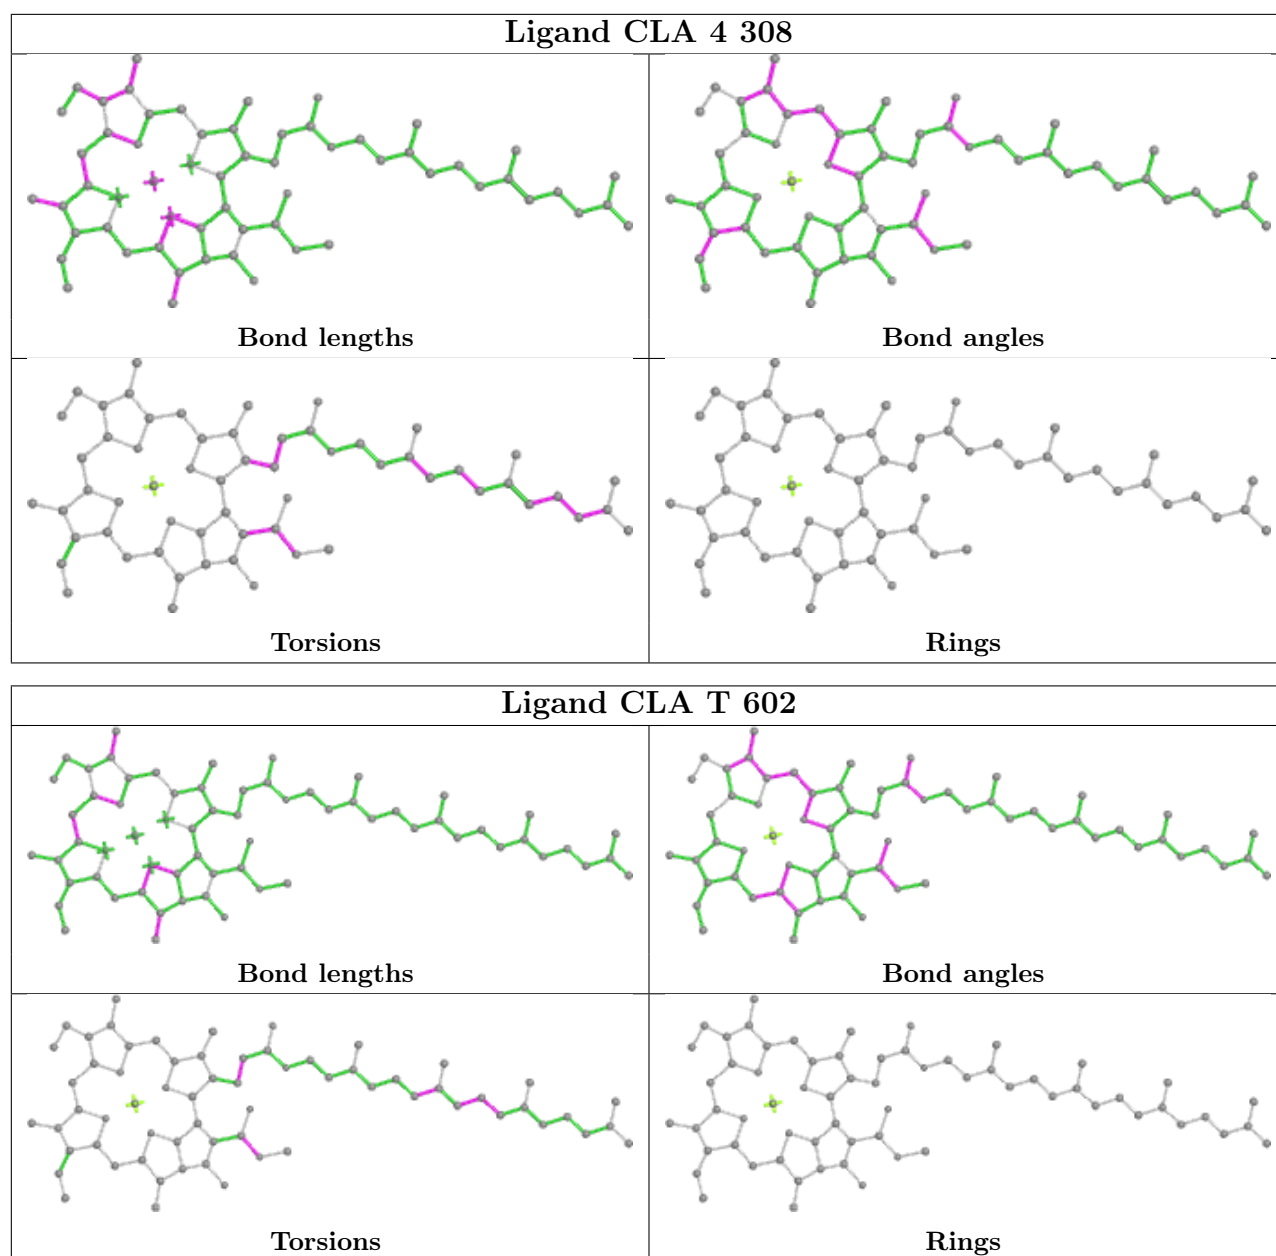 Ligand CLA 4 308
Bond lengths
Bond angles
Torsions
Rings
Ligand CLA T 602
Bond lengths
Bond angles
Torsions
Rings